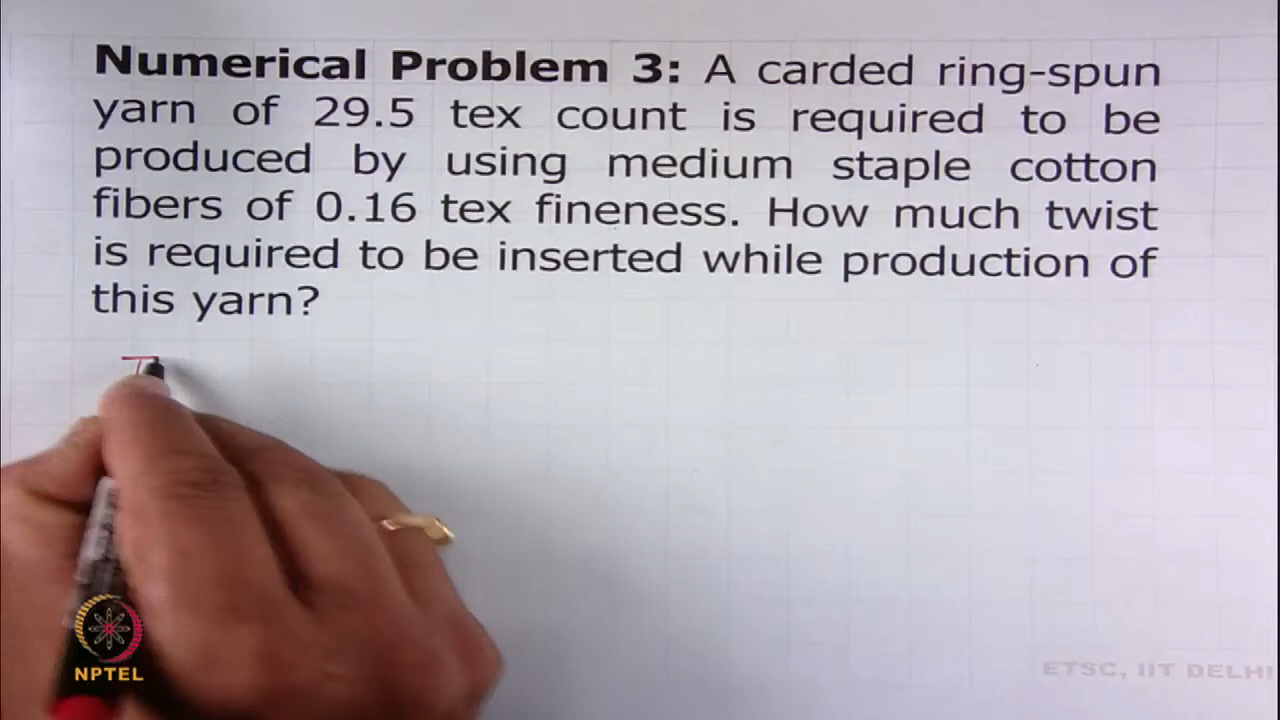 Numerical Problem 3: A carded ring-spun
yarn of 29.5 tex count is required to be
produced by using medium staple cotton
fibers of 0.16 tex fineness. How much twist
is required to be inserted while production of
this yarn?
NPTEL
ETSC, IIT DELHI